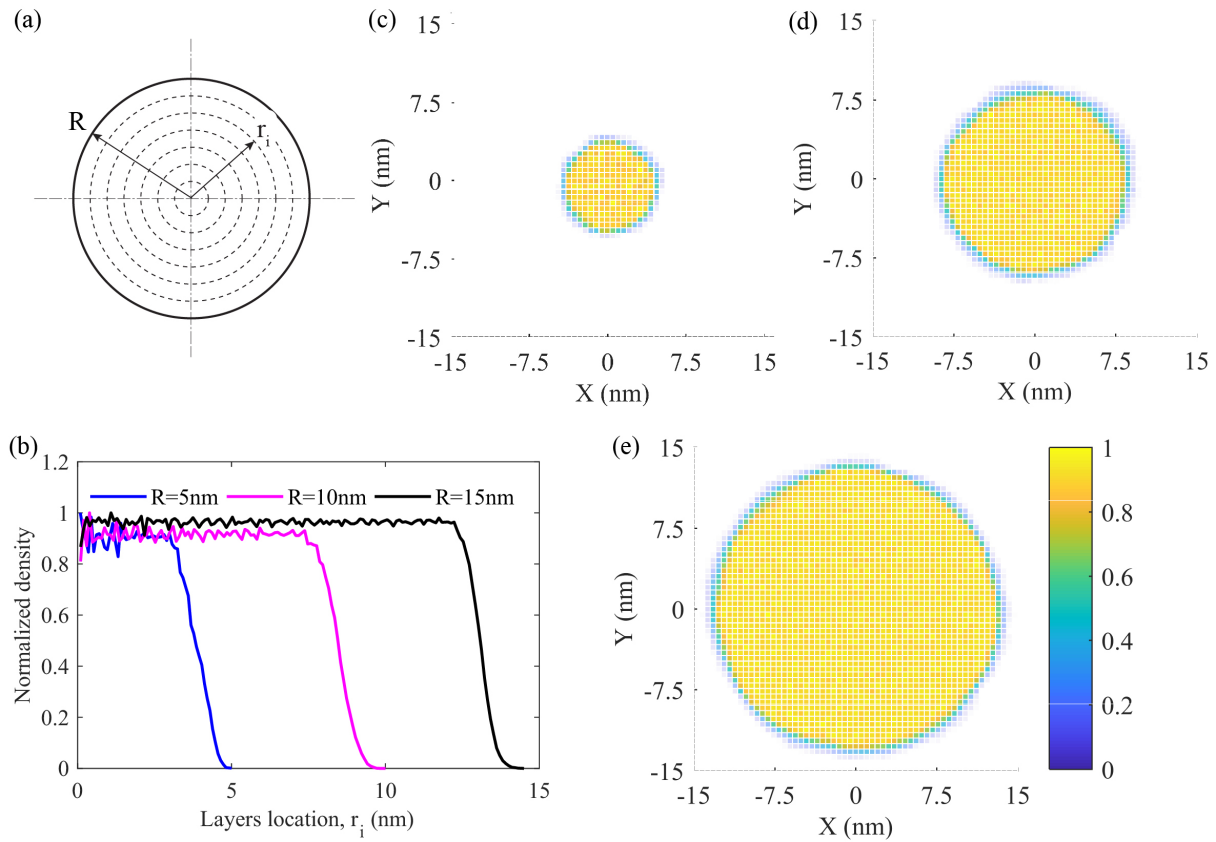 (a)
R
r_i
(c)
15
7.5
0
-7.5
-15
Y (nm)
-15 -7.5 0 7.5 15
X (nm)
(d)
15
7.5
0
-7.5
-15
Y (nm)
-15 -7.5 0 7.5 15
X (nm)
(b)
1.2
1
0.8
0.6
0.4
0.2
0
Normalized density
R=5nm R=10nm R=15nm
0 5 10 15
Layers location, r_i (nm)
(e)
15
7.5
0
-7.5
-15
Y (nm)
-15 -7.5 0 7.5 15
X (nm)
1
0.8
0.6
0.4
0.2
0